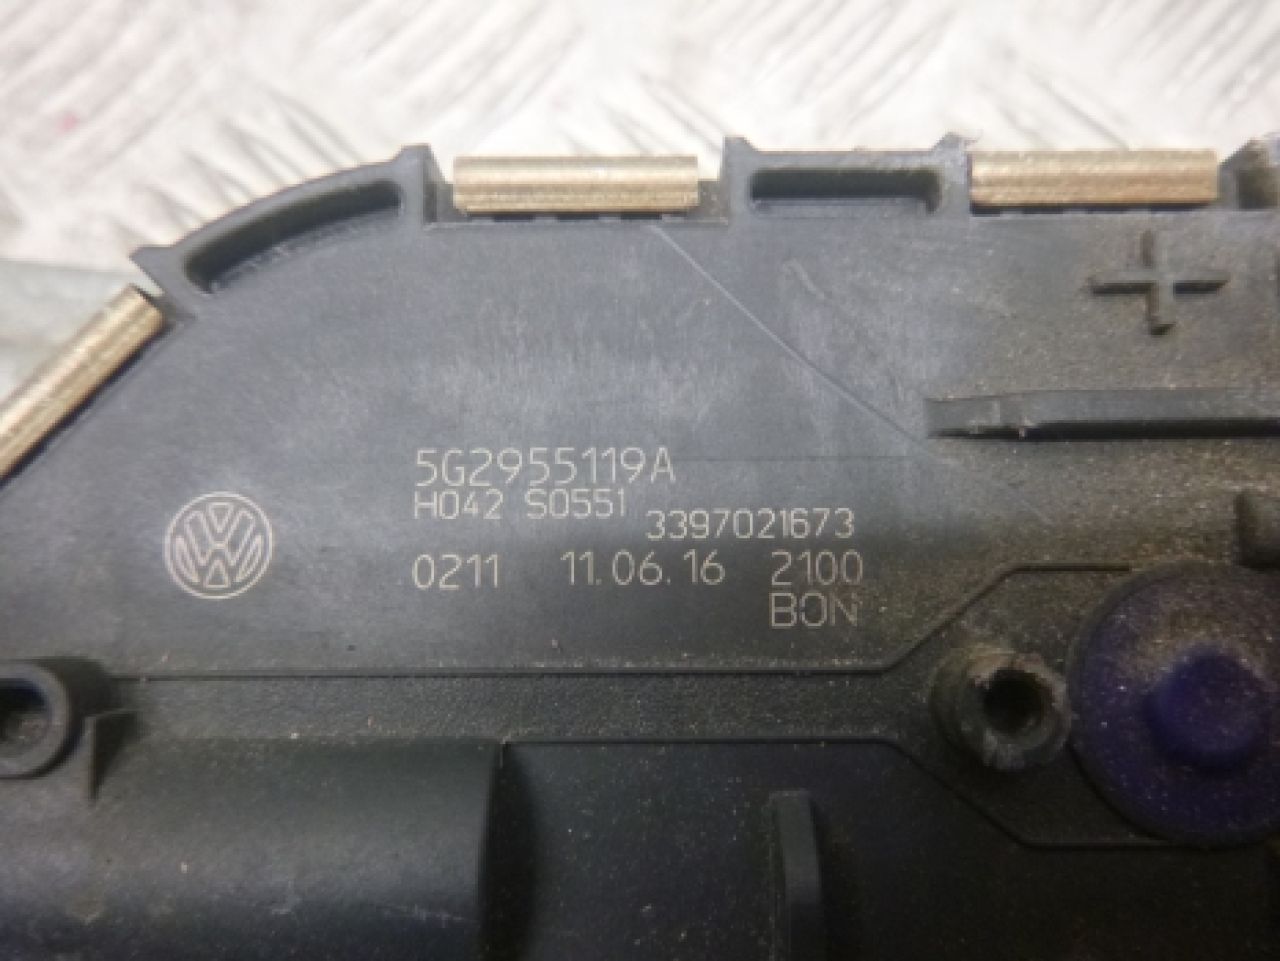 5G2955119A
H042 S0551
3397021673
0211 11.06.16 2100
BON